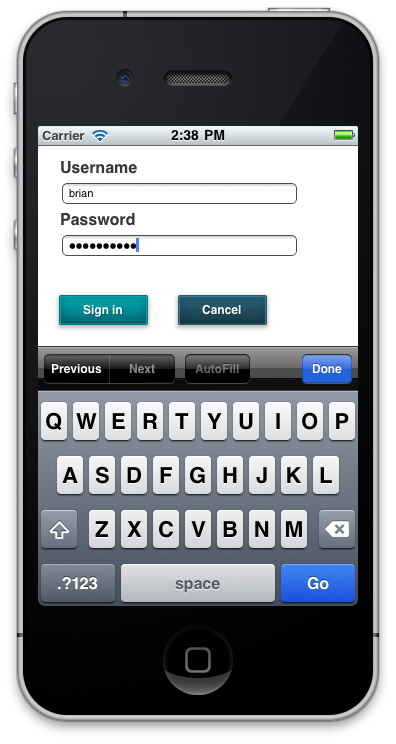 Carrier 2:38 PM
Username
brian
Password
●●●●●●●●●●
Sign in Cancel
Previous Next AutoFill Done
Q W E R T Y U I O P
A S D F G H J K L
Z X C V B N M
.?123 space Go